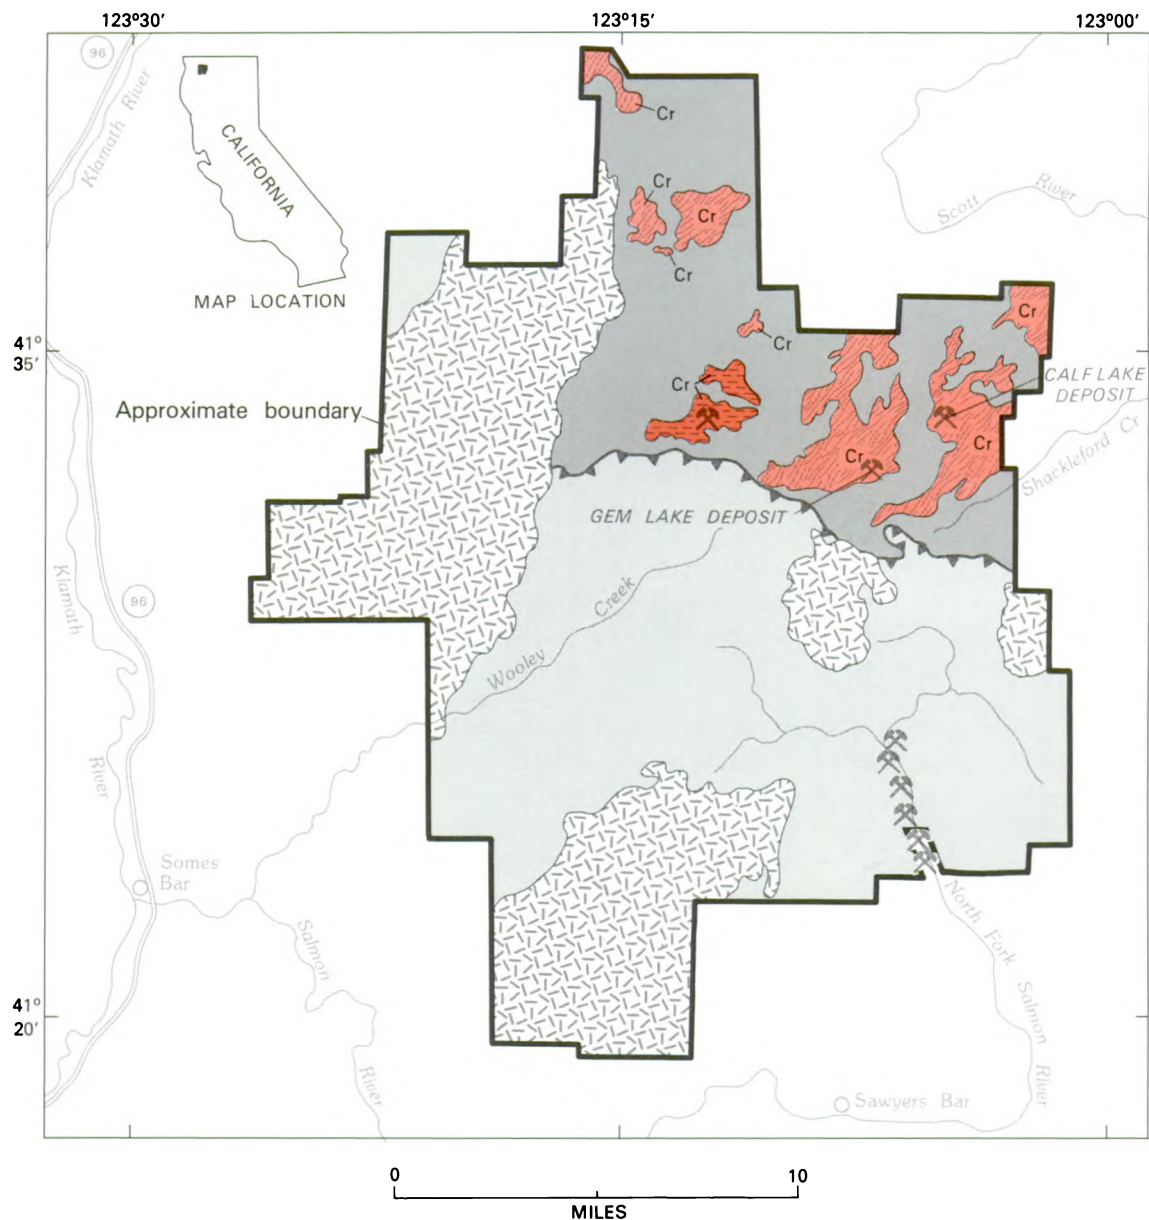 123°30′
123°15′
123°00′
96
Klamath River
CALIFORNIA
MAP LOCATION
Cr
Cr
Cr
Cr
Scott River
Cr
41°
35′
Cr
Cr
CALF LAKE
DEPOSIT
Approximate boundary
Cr
Cr
Shackleford Cr
GEM LAKE DEPOSIT
Klamath River
96
Wooley Creek
Somes
Bar
Salmon River
North Fork Salmon River
41°
20′
Sawyers Bar
0
10
MILES